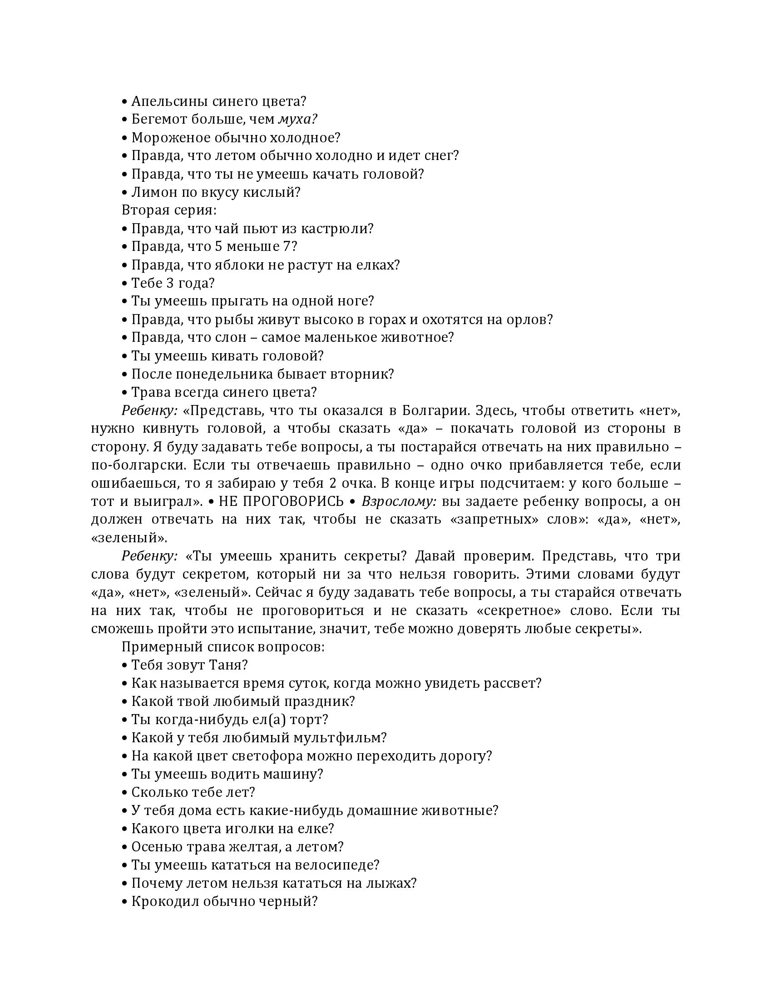 • Апельсины синего цвета?
• Бегемот больше, чем муха?
• Мороженое обычно холодное?
• Правда, что летом обычно холодно и идет снег?
• Правда, что ты не умеешь качать головой?
• Лимон по вкусу кислый?
Вторая серия:
• Правда, что чай пьют из кастрюли?
• Правда, что 5 меньше 7?
• Правда, что яблоки не растут на елках?
• Тебе 3 года?
• Ты умеешь прыгать на одной ноге?
• Правда, что рыбы живут высоко в горах и охотятся на орлов?
• Правда, что слон – самое маленькое животное?
• Ты умеешь кивать головой?
• После понедельника бывает вторник?
• Трава всегда синего цвета?
Ребенку: «Представь, что ты оказался в Болгарии. Здесь, чтобы ответить «нет»,
нужно кивнуть головой, а чтобы сказать «да» – покачать головой из стороны в
сторону. Я буду задавать тебе вопросы, а ты постарайся отвечать на них правильно –
по-болгарски. Если ты отвечаешь правильно – одно очко прибавляется тебе, если
ошибаешься, то я забираю у тебя 2 очка. В конце игры подсчитаем: у кого больше –
тот и выиграл». • НЕ ПРОГОВОРИСЬ • Взрослому: вы задаете ребенку вопросы, а он
должен отвечать на них так, чтобы не сказать «запретных» слов»: «да», «нет»,
«зеленый».
Ребенку: «Ты умеешь хранить секреты? Давай проверим. Представь, что три
слова будут секретом, который ни за что нельзя говорить. Этими словами будут
«да», «нет», «зеленый». Сейчас я буду задавать тебе вопросы, а ты старайся отвечать
на них так, чтобы не проговориться и не сказать «секретное» слово. Если ты
сможешь пройти это испытание, значит, тебе можно доверять любые секреты».
Примерный список вопросов:
• Тебя зовут Таня?
• Как называется время суток, когда можно увидеть рассвет?
• Какой твой любимый праздник?
• Ты когда-нибудь ел(а) торт?
• Какой у тебя любимый мультфильм?
• На какой цвет светофора можно переходить дорогу?
• Ты умеешь водить машину?
• Сколько тебе лет?
• У тебя дома есть какие-нибудь домашние животные?
• Какого цвета иголки на елке?
• Осенью трава желтая, а летом?
• Ты умеешь кататься на велосипеде?
• Почему летом нельзя кататься на лыжах?
• Крокодил обычно черный?